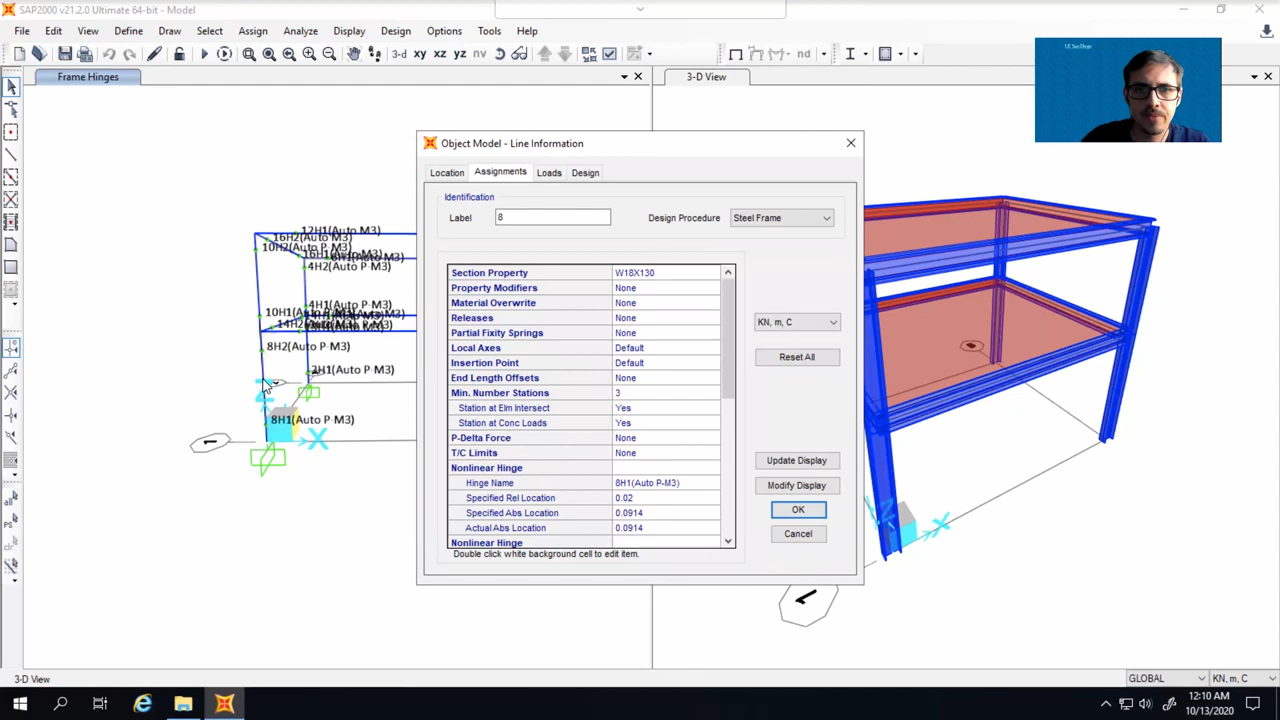 SAP2000 v21.2.0 Ultimate 64-bit - Model
File Edit View Define Draw Select Assign Analyze Display Design Options Tools Help
3-d xy xz yz nv
nd
Frame Hinges
3-D View
UC San Diego
Object Model - Line Information
Location Assignments Loads Design
Identification
Label 8 Design Procedure Steel Frame
Section Property W18X130
Property Modifiers None
Material Overwrite None
Releases None
Partial Fixity Springs None
Local Axes Default
Insertion Point Default
End Length Offsets None
Min. Number Stations 3
Station at Elm Intersect Yes
Station at Conc Loads Yes
P-Delta Force None
T/C Limits None
Nonlinear Hinge
Hinge Name 8H1(Auto P-M3)
Specified Rel Location 0.02
Specified Abs Location 0.0914
Actual Abs Location 0.0914
Nonlinear Hinge
Double click white background cell to edit item.
KN, m, C
Reset All
Update Display
Modify Display
OK
Cancel
12H1(Auto M3)
16H2(Auto M3)
10H2(Auto P-M3)
4H2(Auto P-M3)
4H1(Auto P-M3)
8H2(Auto P-M3)
2H1(Auto P-M3)
8H1(Auto P-M3)
Z
X
1
Z
X
1
all
PS
clr
3-D View
GLOBAL
KN, m, C
12:10 AM
10/13/2020